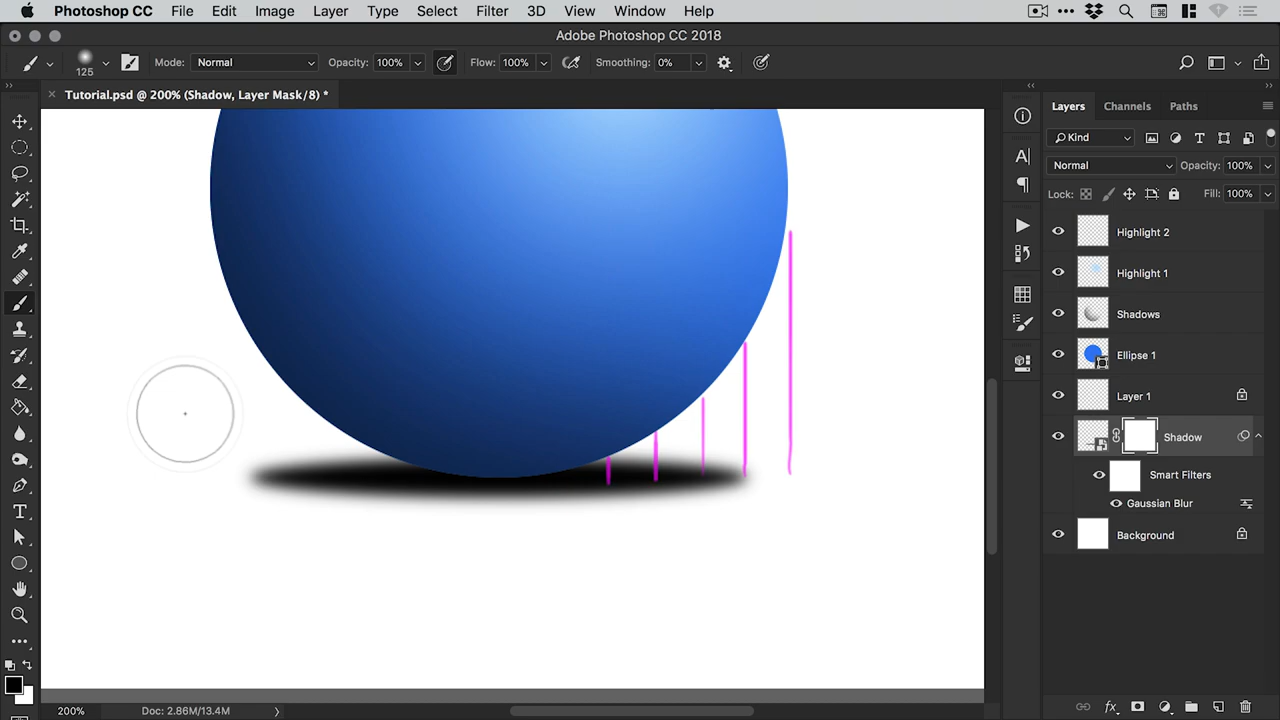 Photoshop CC File Edit Image Layer Type Select Filter 3D View Window Help
Adobe Photoshop CC 2018
125 Mode: Normal Opacity: 100% Flow: 100% Smoothing: 0%
× Tutorial.psd @ 200% (Shadow, Layer Mask/8) *
Layers Channels Paths
Kind
Normal Opacity: 100%
Lock: Fill: 100%
Highlight 2
Highlight 1
Shadows
Ellipse 1
Layer 1
Shadow
Smart Filters
Gaussian Blur
Background
200% Doc: 2.86M/13.4M